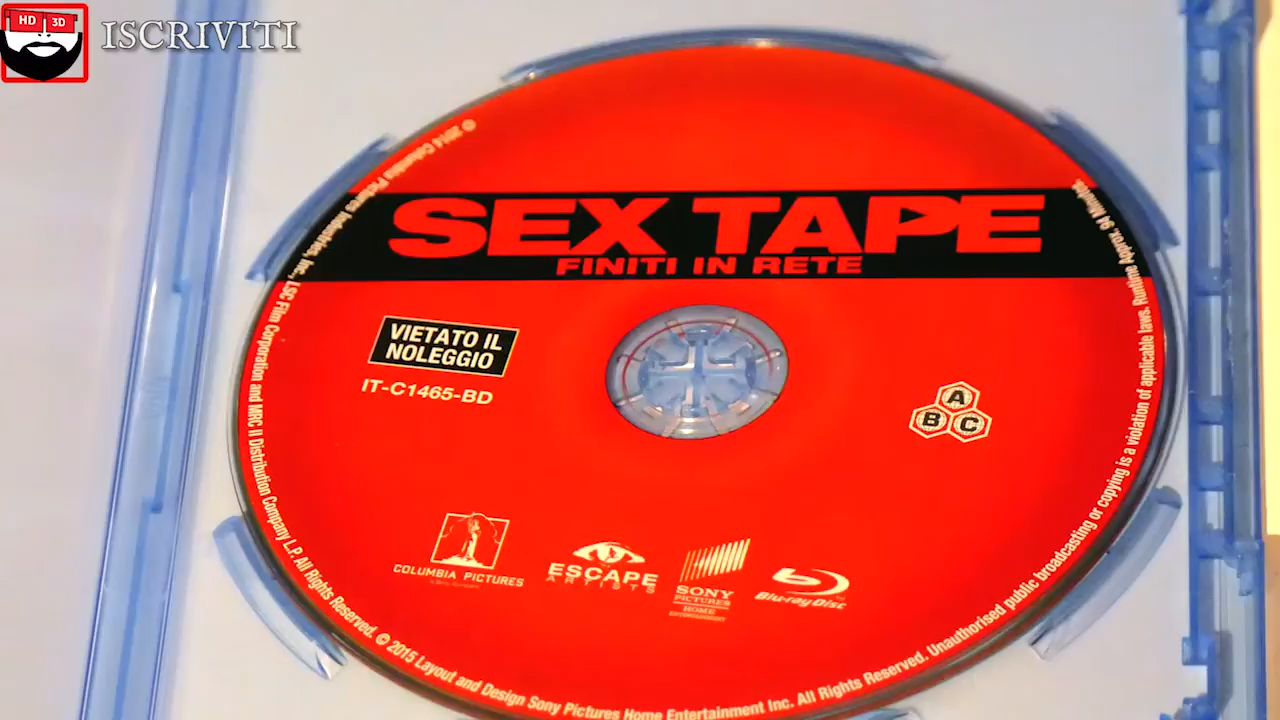 HD 3D
ISCRIVITI
SEX TAPE
FINITI IN RETE
VIETATO IL
NOLEGGIO
IT-C1465-BD
A
B C
COLUMBIA PICTURES
ESCAPE
ARTISTS
SONY
PICTURES
HOME
ENTERTAINMENT
Blu-ray Disc
© 2014 Columbia Pictures Industries, Inc., LSC Film Corporation and MRC II Distribution Company L.P. All Rights Reserved. © 2015 Layout and Design Sony Pictures Home Entertainment Inc. All Rights Reserved. Unauthorised public broadcasting or copying is a violation of applicable laws. Runtime Approx. 94 Minutes.